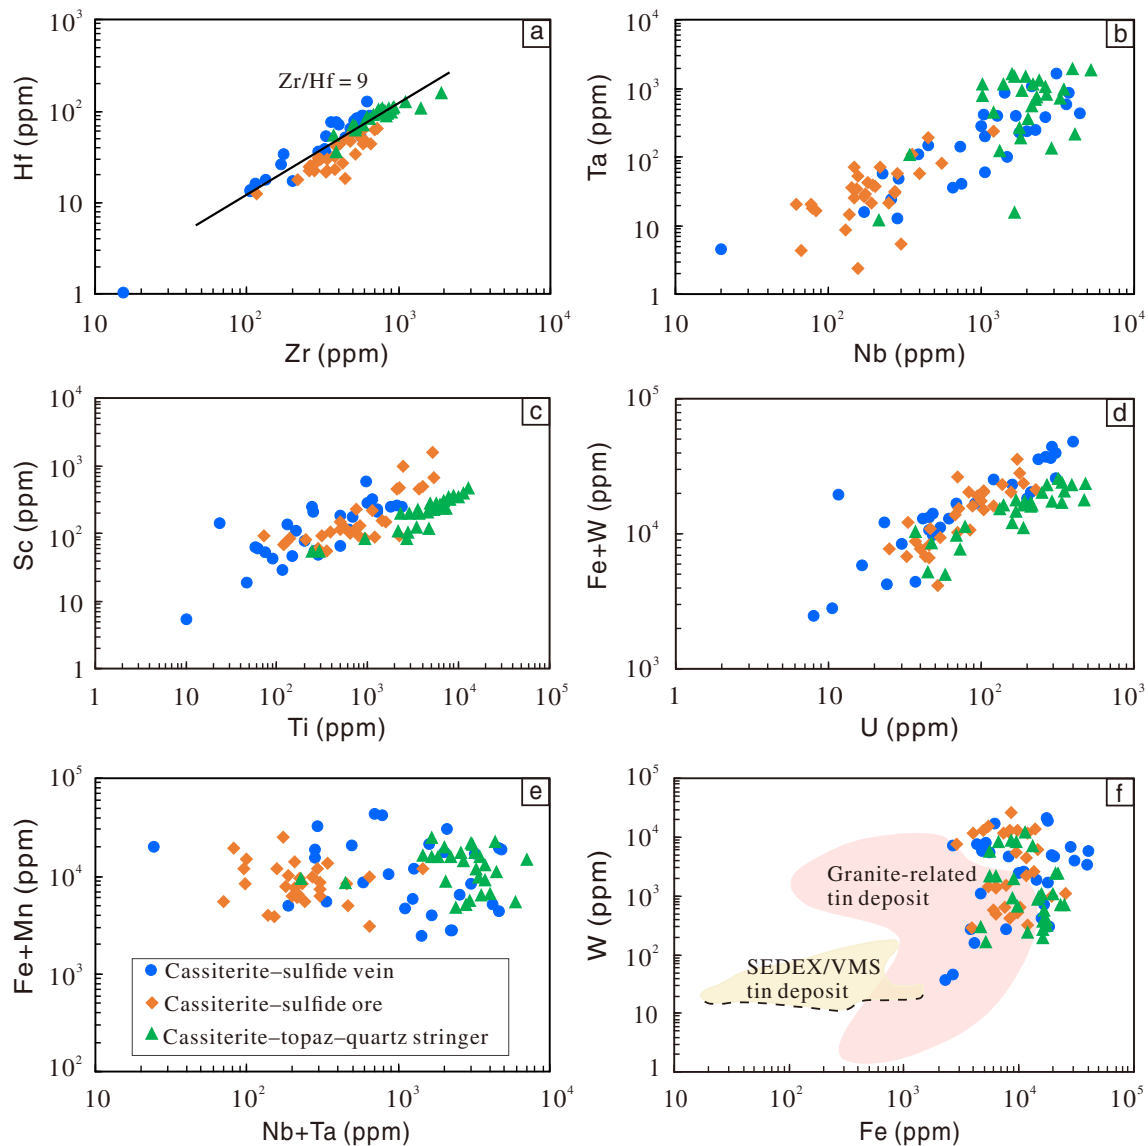 a
10³
10²
10
1
Hf (ppm)
Zr/Hf = 9
10
10²
10³
10⁴
Zr (ppm)
b
10⁴
10³
10²
10
1
Ta (ppm)
10
10²
10³
10⁴
Nb (ppm)
c
10⁴
10³
10²
10
1
Sc (ppm)
1
10
10²
10³
10⁴
10⁵
Ti (ppm)
d
10⁵
10⁴
10³
Fe+W (ppm)
1
10
10²
10³
U (ppm)
e
10⁵
10⁴
10³
10²
Fe+Mn (ppm)
Cassiterite–sulfide vein
Cassiterite–sulfide ore
Cassiterite–topaz–quartz stringer
10
10²
10³
10⁴
Nb+Ta (ppm)
f
10⁵
10⁴
10³
10²
10
1
W (ppm)
Granite-related
tin deposit
SEDEX/VMS
tin deposit
10
10²
10³
10⁴
10⁵
Fe (ppm)